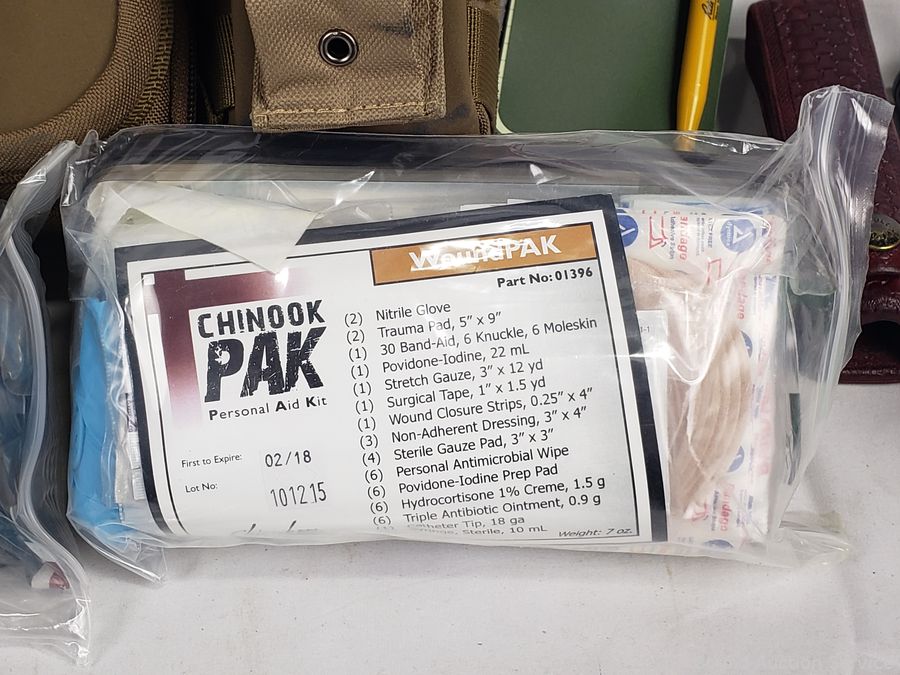 WoundPAK
Part No: 01396
CHINOOK
PAK
Personal Aid Kit
First to Expire: 02/18
Lot No: 101215
(2) Nitrile Glove
(2) Trauma Pad, 5” x 9”
(1) 30 Band-Aid, 6 Knuckle, 6 Moleskin
(1) Povidone-Iodine, 22 mL
(1) Stretch Gauze, 3” x 12 yd
(1) Surgical Tape, 1” x 1.5 yd
(1) Wound Closure Strips, 0.25” x 4”
(3) Non-Adherent Dressing, 3” x 4”
(4) Sterile Gauze Pad, 3” x 3”
(6) Personal Antimicrobial Wipe
(6) Povidone-Iodine Prep Pad
(6) Hydrocortisone 1% Creme, 1.5 g
(6) Triple Antibiotic Ointment, 0.9 g
Catheter Tip, 18 ga
Sterile, 10 mL
Weight: 7 oz.
Auction Service